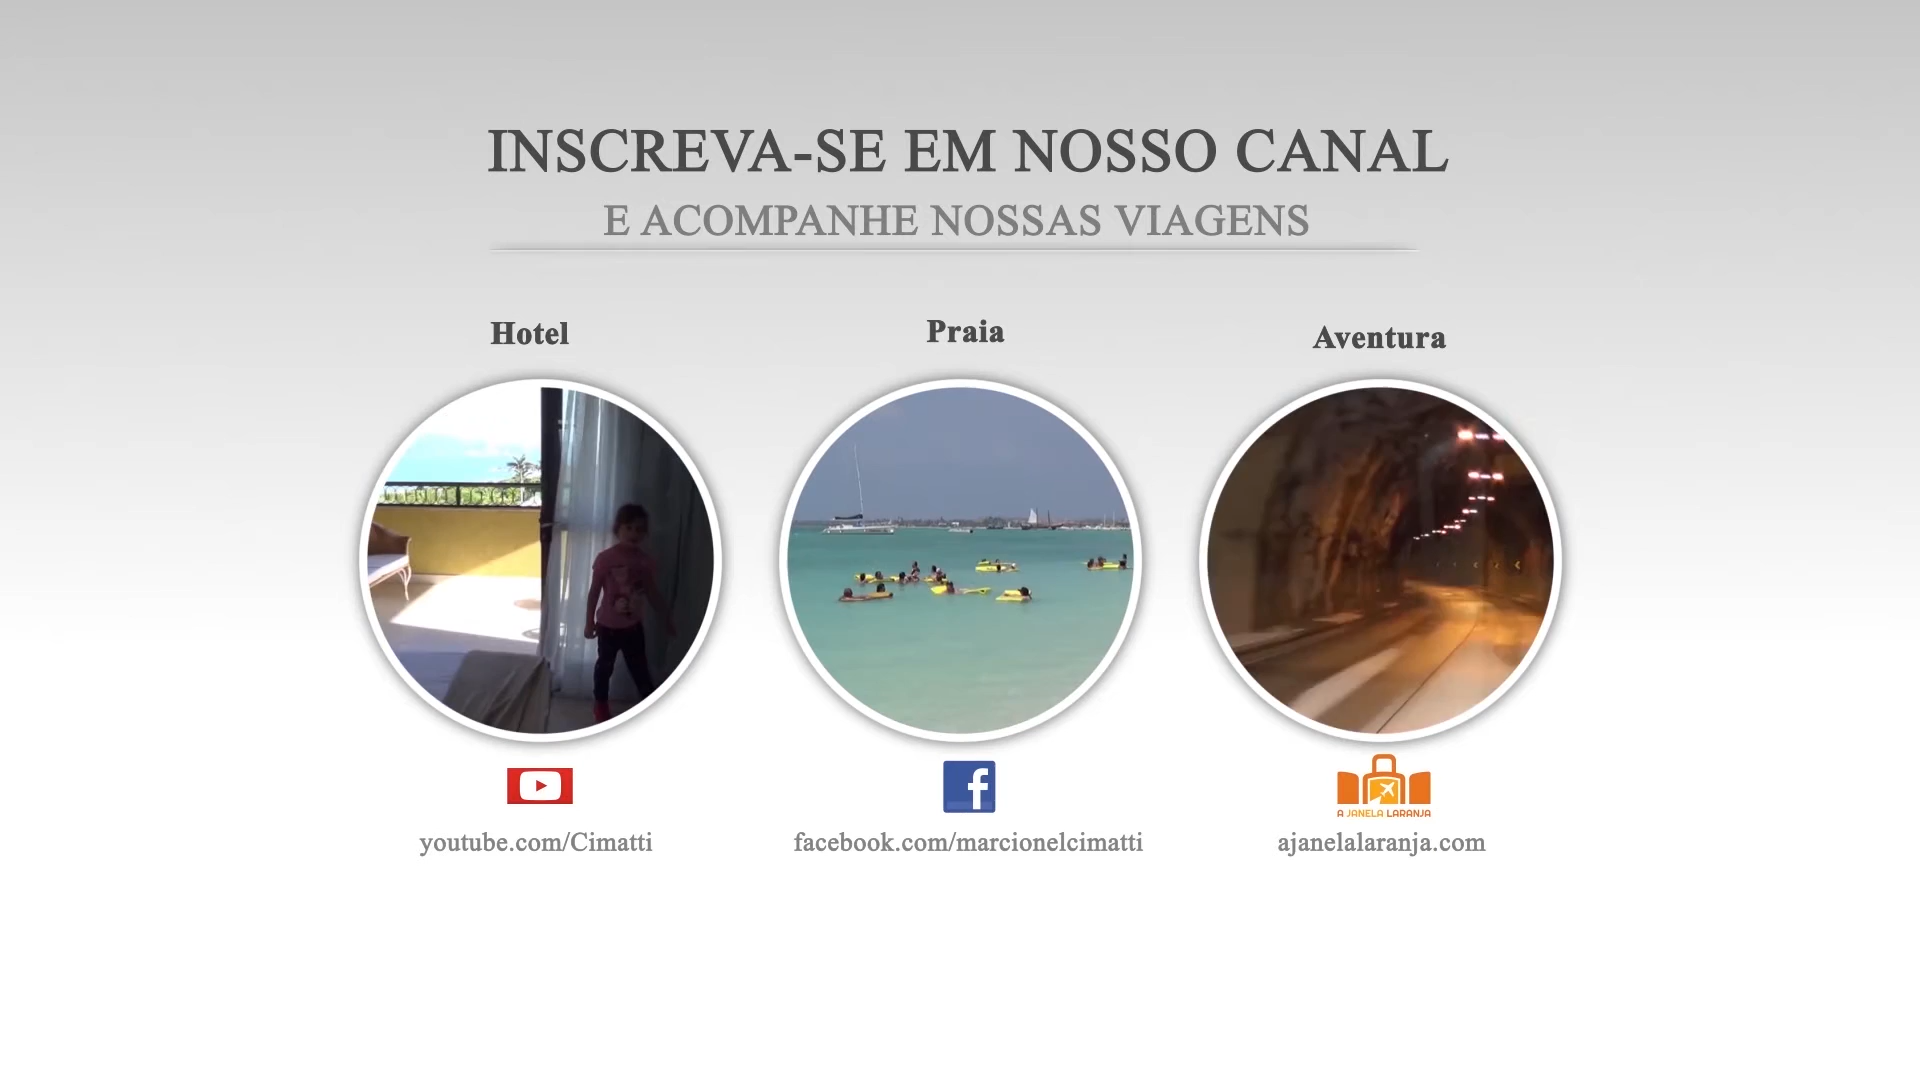 INSCREVA-SE EM NOSSO CANAL
E ACOMPANHE NOSSAS VIAGENS
Hotel
Praia
Aventura
A JANELA LARANJA
youtube.com/Cimatti
facebook.com/marcionelcimatti
ajanelalaranja.com